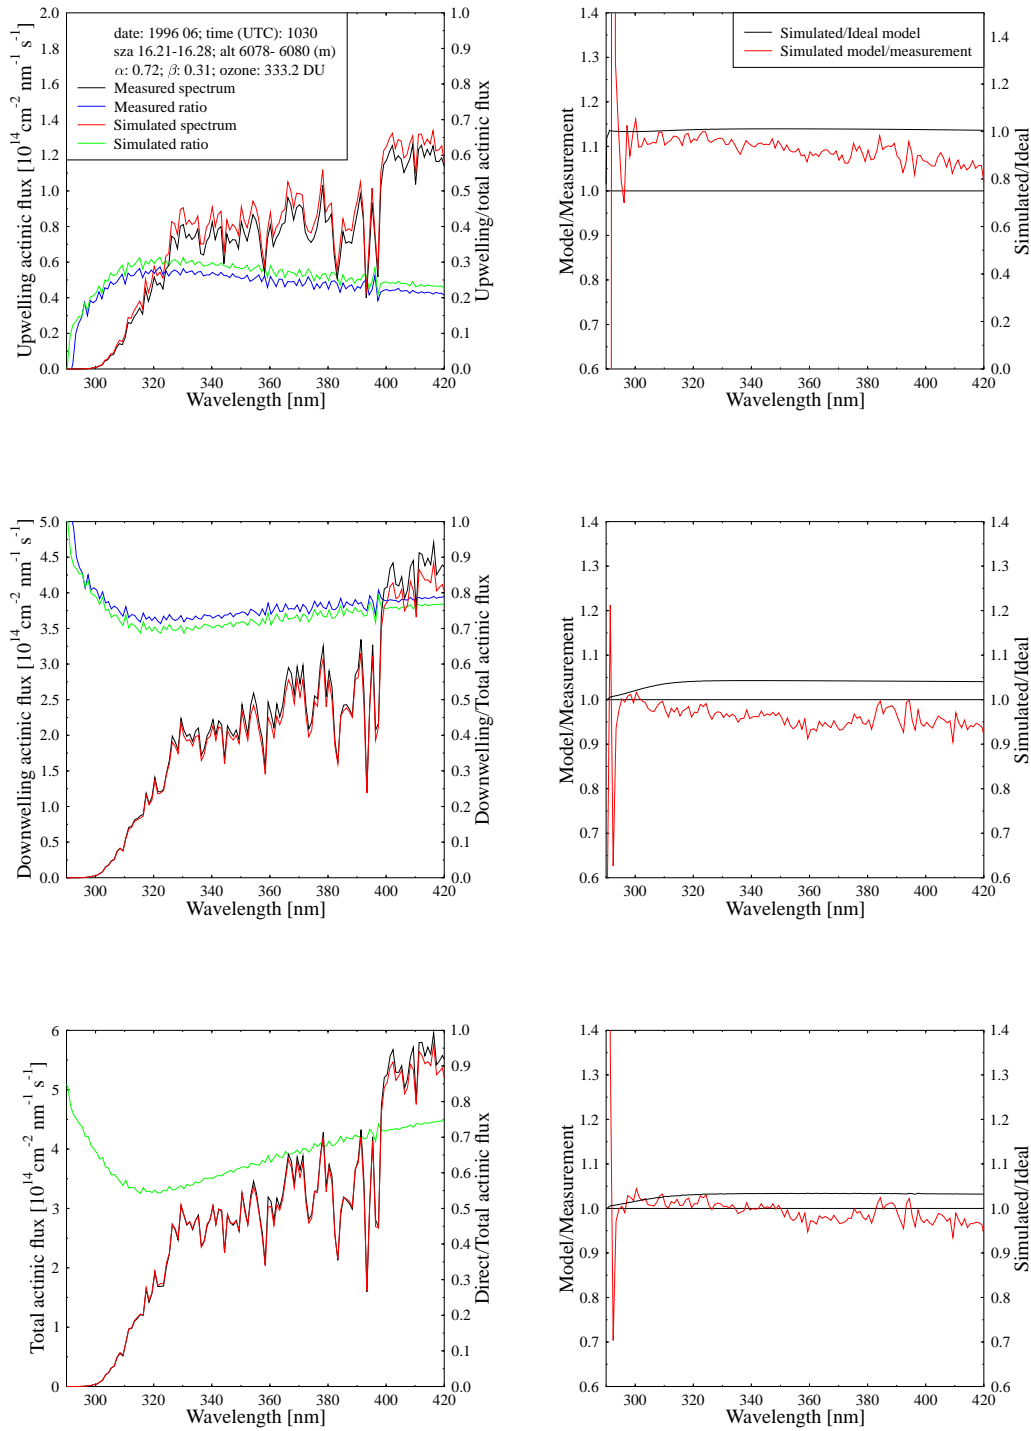 date: 1996 06; time (UTC): 1030
sza 16.21-16.28; alt 6078- 6080 (m)
α: 0.72; β: 0.31; ozone: 333.2 DU
Measured spectrum
Measured ratio
Simulated spectrum
Simulated ratio
0.0 0.2 0.4 0.6 0.8 1.0 1.2 1.4 1.6 1.8 2.0
Upwelling actinic flux [10^14 cm^-2 nm^-1 s^-1]
0.0 0.1 0.2 0.3 0.4 0.5 0.6 0.7 0.8 0.9 1.0
Upwelling/total actinic flux
300 320 340 360 380 400 420
Wavelength [nm]
Simulated/Ideal model
Simulated model/measurement
0.6 0.7 0.8 0.9 1.0 1.1 1.2 1.3 1.4
Model/Measurement
0.0 0.2 0.4 0.6 0.8 1.0 1.2 1.4
Simulated/Ideal
300 320 340 360 380 400 420
Wavelength [nm]
0.0 0.5 1.0 1.5 2.0 2.5 3.0 3.5 4.0 4.5 5.0
Downwelling actinic flux [10^14 cm^-2 nm^-1 s^-1]
0.0 0.1 0.2 0.3 0.4 0.5 0.6 0.7 0.8 0.9 1.0
Downwelling/Total actinic flux
300 320 340 360 380 400 420
Wavelength [nm]
0.6 0.7 0.8 0.9 1.0 1.1 1.2 1.3 1.4
Model/Measurement
0.6 0.7 0.8 0.9 1.0 1.1 1.2 1.3 1.4
Simulated/Ideal
300 320 340 360 380 400 420
Wavelength [nm]
0 1 2 3 4 5 6
Total actinic flux [10^14 cm^-2 nm^-1 s^-1]
0.0 0.1 0.2 0.3 0.4 0.5 0.6 0.7 0.8 0.9 1.0
Direct/Total actinic flux
300 320 340 360 380 400 420
Wavelength [nm]
0.6 0.7 0.8 0.9 1.0 1.1 1.2 1.3 1.4
Model/Measurement
0.6 0.7 0.8 0.9 1.0 1.1 1.2 1.3 1.4
Simulated/Ideal
300 320 340 360 380 400 420
Wavelength [nm]